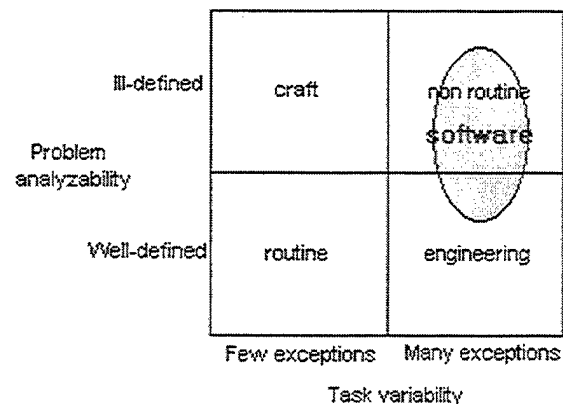 Ill-defined
craft
non routine
software
Problem
analyzability
Well-defined
routine
engineering
Few exceptions
Many exceptions
Task variability